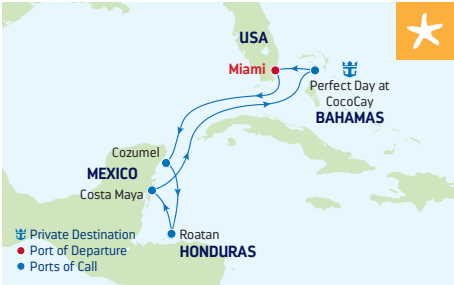 USA
Miami
Perfect Day at
CocoCay
BAHAMAS
Cozumel
MEXICO
Costa Maya
Roatan
HONDURAS
Private Destination
Port of Departure
Ports of Call